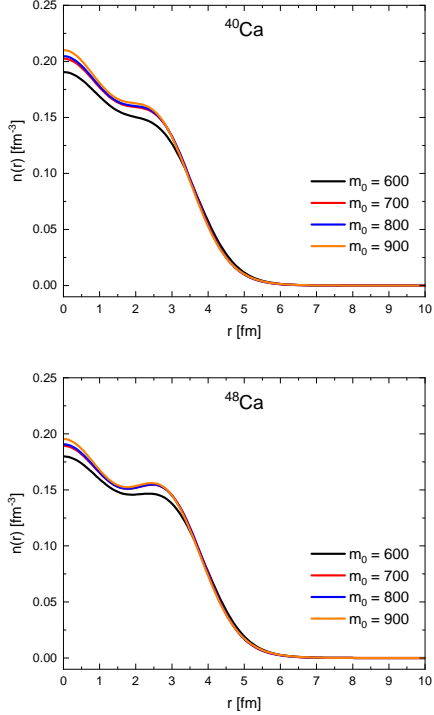 0.25
⁴⁰Ca
0.20
0.15
n(r) [fm⁻³]
m₀ = 600
m₀ = 700
0.10
m₀ = 800
m₀ = 900
0.05
0.00
0 1 2 3 4 5 6 7 8 9 10
r [fm]
0.25
⁴⁸Ca
0.20
0.15
n(r) [fm⁻³]
m₀ = 600
0.10
m₀ = 700
m₀ = 800
0.05
m₀ = 900
0.00
0 1 2 3 4 5 6 7 8 9 10
r [fm]